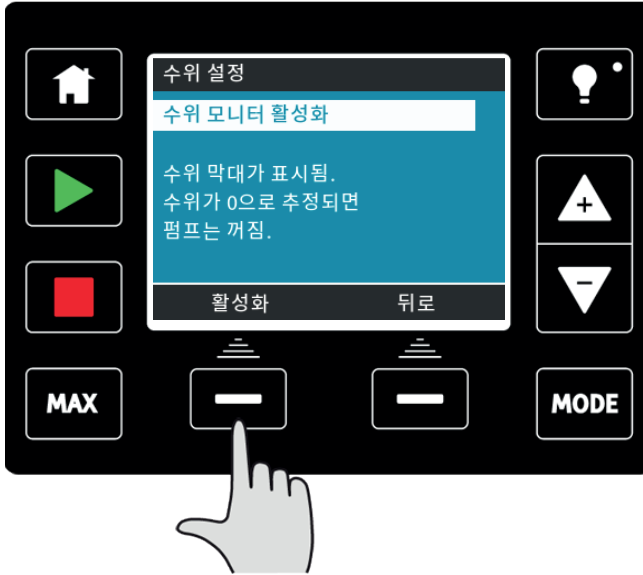 수위 설정
수위 모니터 활성화
수위 막대가 표시됨.
수위가 0으로 추정되면
펌프는 꺼짐.
활성화 뒤로
MAX
MODE